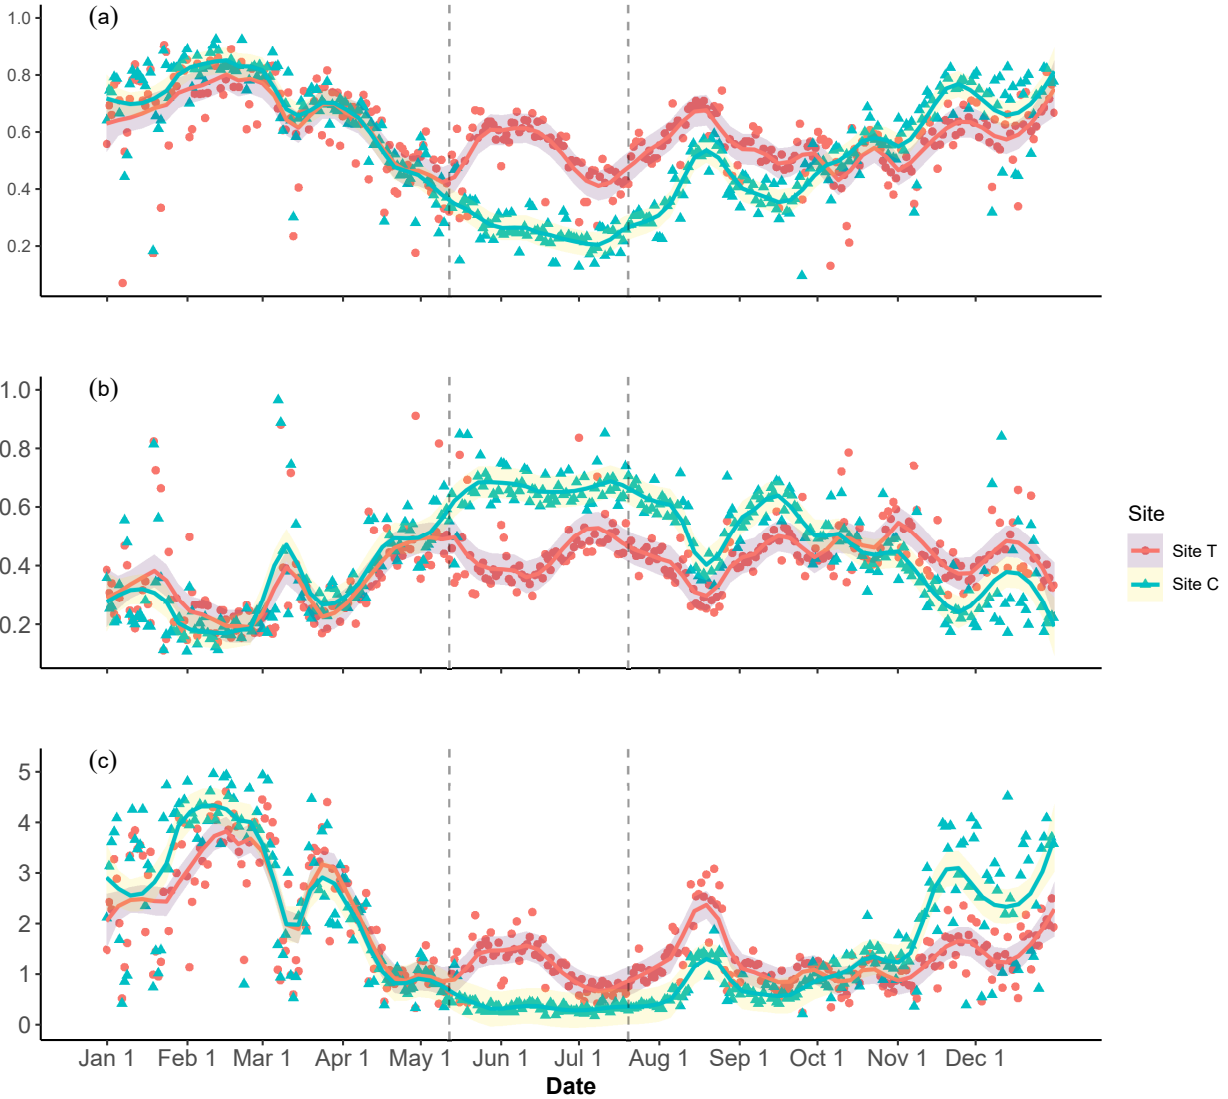 (a)
1.0
0.8
0.6
0.4
0.2
(b)
1.0
0.8
0.6
0.4
0.2
Site
Site T
Site C
(c)
5
4
3
2
1
0
Jan 1 Feb 1 Mar 1 Apr 1 May 1 Jun 1 Jul 1 Aug 1 Sep 1 Oct 1 Nov 1 Dec 1
Date